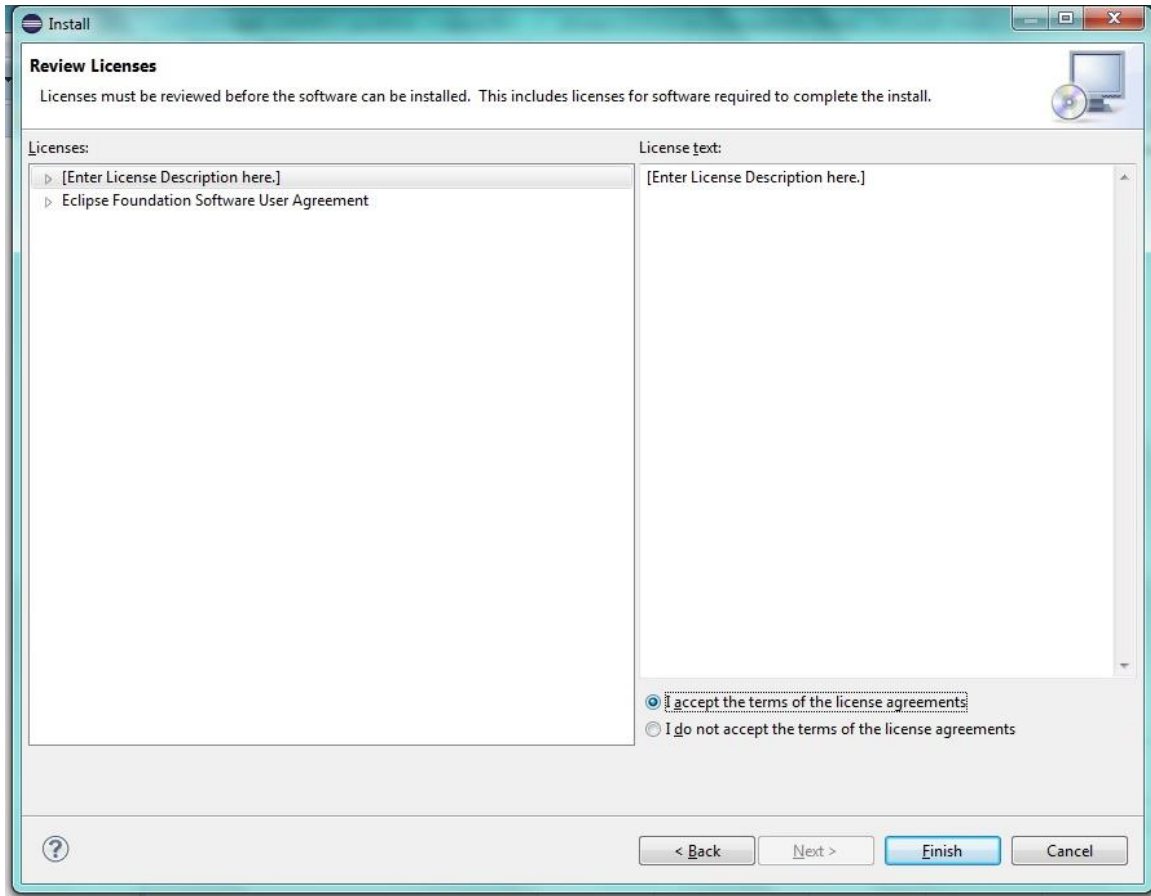 Install
Review Licenses
Licenses must be reviewed before the software can be installed.  This includes licenses for software required to complete the install.
Licenses:
[Enter License Description here.]
Eclipse Foundation Software User Agreement
License text:
[Enter License Description here.]
I accept the terms of the license agreements
I do not accept the terms of the license agreements
?
< Back
Next >
Finish
Cancel